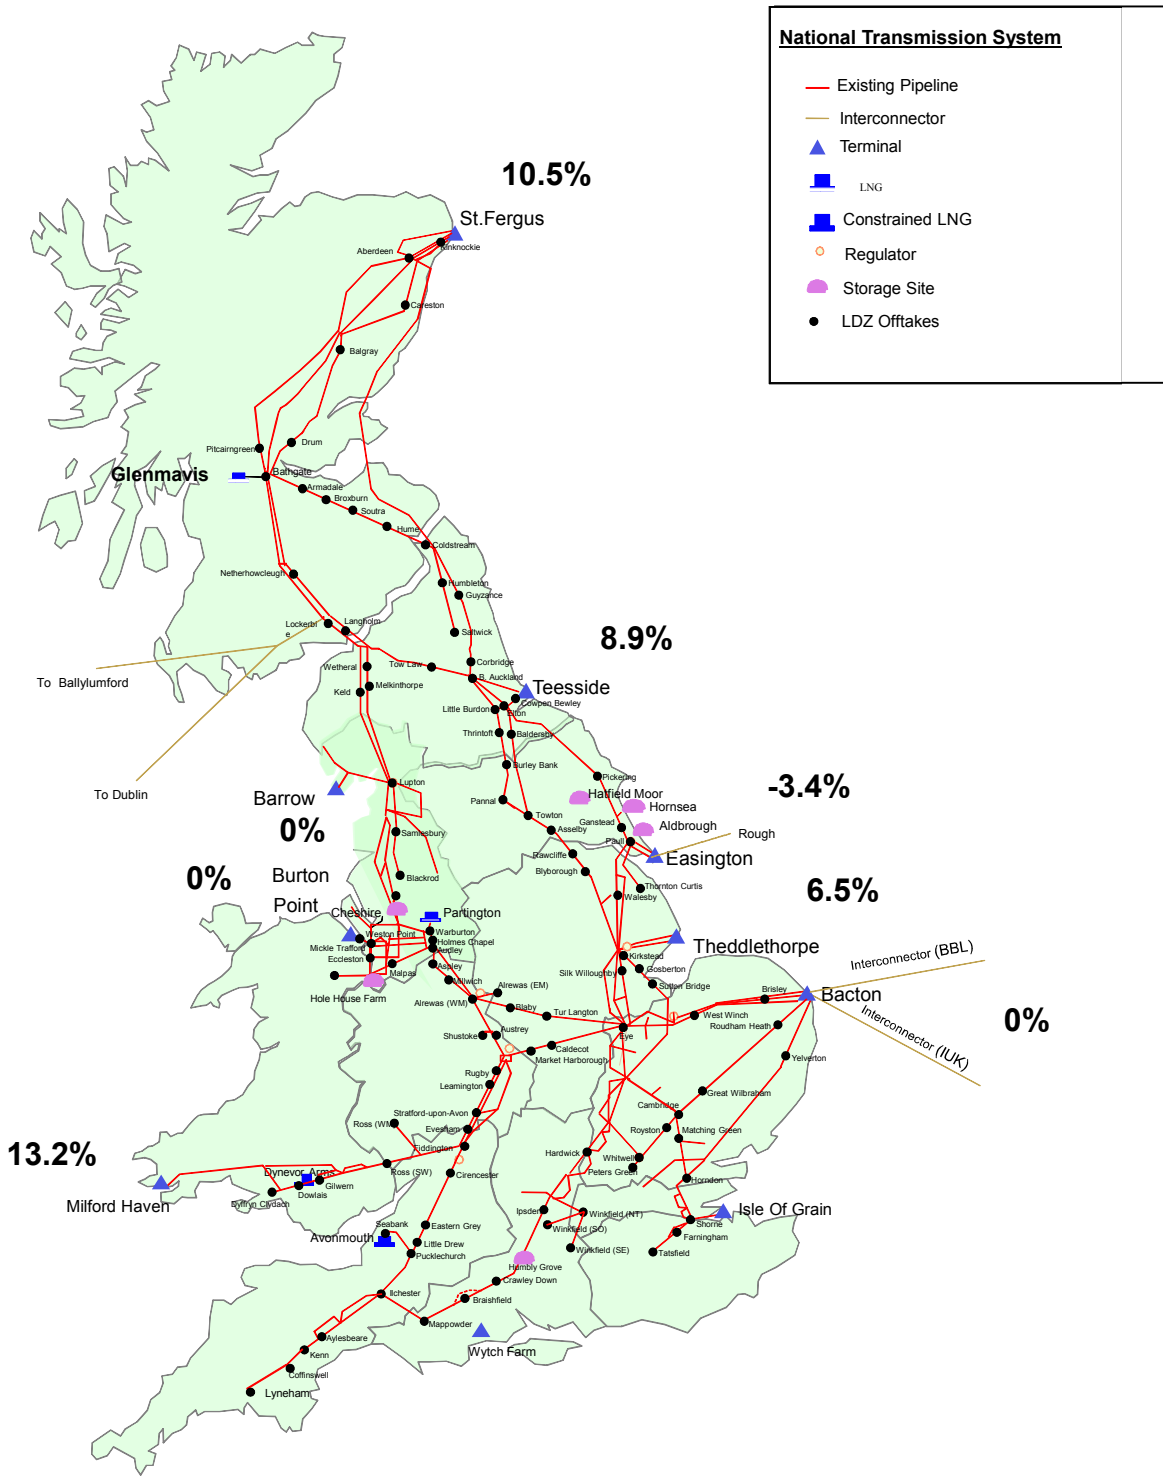 National Transmission System
Existing Pipeline
Interconnector
Terminal
LNG
Constrained LNG
Regulator
Storage Site
LDZ Offtakes
10.5%
St.Fergus
Aberdeen
Kinknockie
Careston
Balgray
Drum
Pitcairngreen
Glenmavis
Bathgate
Armadale
Broxburn
Soutra
Hume
Coldstream
Netherhowcleugh
Humbleton
Guyzance
Lockerbi
e
Langholm
Saltwick
8.9%
Wetheral
Tow Law
Corbridge
To Ballylumford
Melkinthorpe
B. Auckland
Teesside
Keld
Cowpen Bewley
Little Burdon
Elton
Thrintoft
Baldersby
Burley Bank
Pickering
-3.4%
To Dublin
Lupton
Barrow
Pannal
Hatfield Moor
Hornsea
0%
Towton
Ganstead
Aldbrough
Samlesbury
Asselby
Paull
Rough
Rawcliffe
Easington
0%
Burton
Point
Blackrod
Blyborough
Thornton Curtis
6.5%
Walesby
Cheshire
Partington
Weston Point
Warburton
Mickle Trafford
Holmes Chapel
Audley
Theddlethorpe
Eccleston
Kirkstead
Malpas
Aspley
Silk Willoughby
Gosberton
Interconnector (BBL)
Milwich
Sutton Bridge
Hole House Farm
Alrewas (EM)
Brisley
Bacton
Alrewas (WM)
Blaby
Tur Langton
West Winch
Roudham Heath
Interconnector (IUK)
0%
Shustoke
Austrey
Eye
Caldecot
Market Harborough
Yelverton
Rugby
Leamington
Great Wilbraham
Stratford-upon-Avon
Cambridge
Ross (WM)
Evesham
Royston
Matching Green
13.2%
Fiddington
Hardwick
Whitwell
Peters Green
Dynevor Arms
Ross (SW)
Cirencester
Horndon
Gilwern
Dowlais
Milford Haven
Dyffryn Clydach
Ipsden
Winkfield (NT)
Isle Of Grain
Seabank
Eastern Grey
Winkfield (SO)
Shorne
Avonmouth
Little Drew
Farningham
Pucklechurch
Winkfield (SE)
Tatsfield
Humbly Grove
Crawley Down
Ilchester
Braishfield
Mappowder
Aylesbeare
Kenn
Wytch Farm
Coffinswell
Lyneham